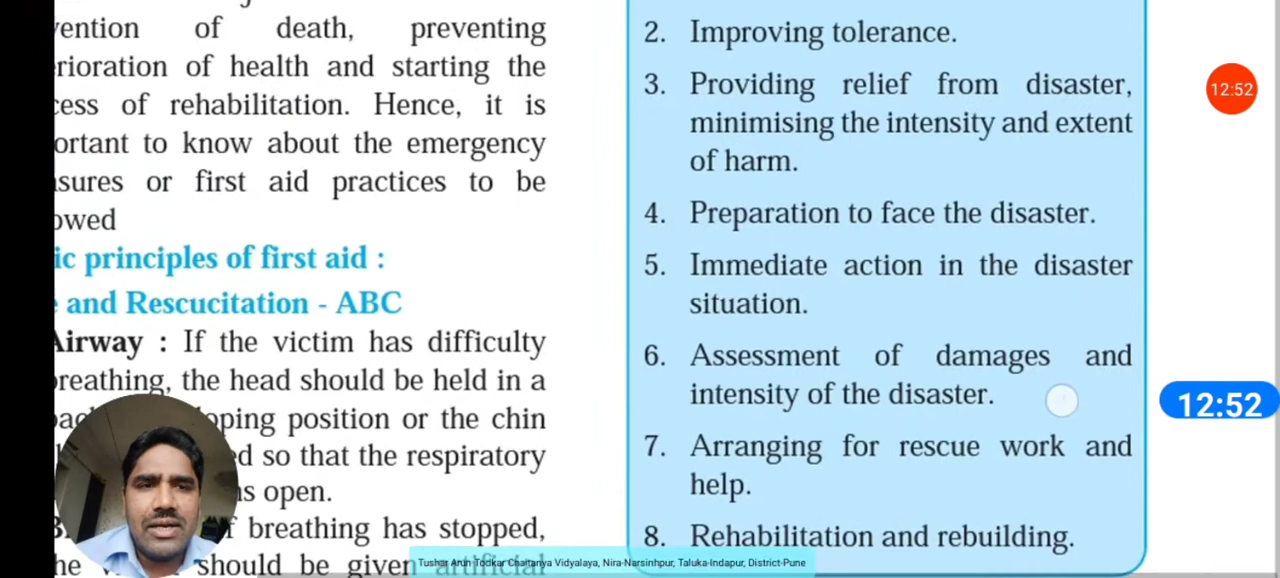 vention of death, preventing
rioration of health and starting the
cess of rehabilitation. Hence, it is
ortant to know about the emergency
sures or first aid practices to be
owed
ic principles of first aid :
and Rescucitation - ABC
Airway : If the victim has difficulty
breathing, the head should be held in a
oping position or the chin
d so that the respiratory
s open.
f breathing has stopped,
he should be given artificial
2. Improving tolerance.
3. Providing relief from disaster,
minimising the intensity and extent
of harm.
4. Preparation to face the disaster.
5. Immediate action in the disaster
situation.
6. Assessment of damages and
intensity of the disaster.
7. Arranging for rescue work and
help.
8. Rehabilitation and rebuilding.
12:52
12:52
Tushar Arun Todkar Chaitanya Vidyalaya, Nira-Narsinhpur, Taluka-Indapur, District-Pune